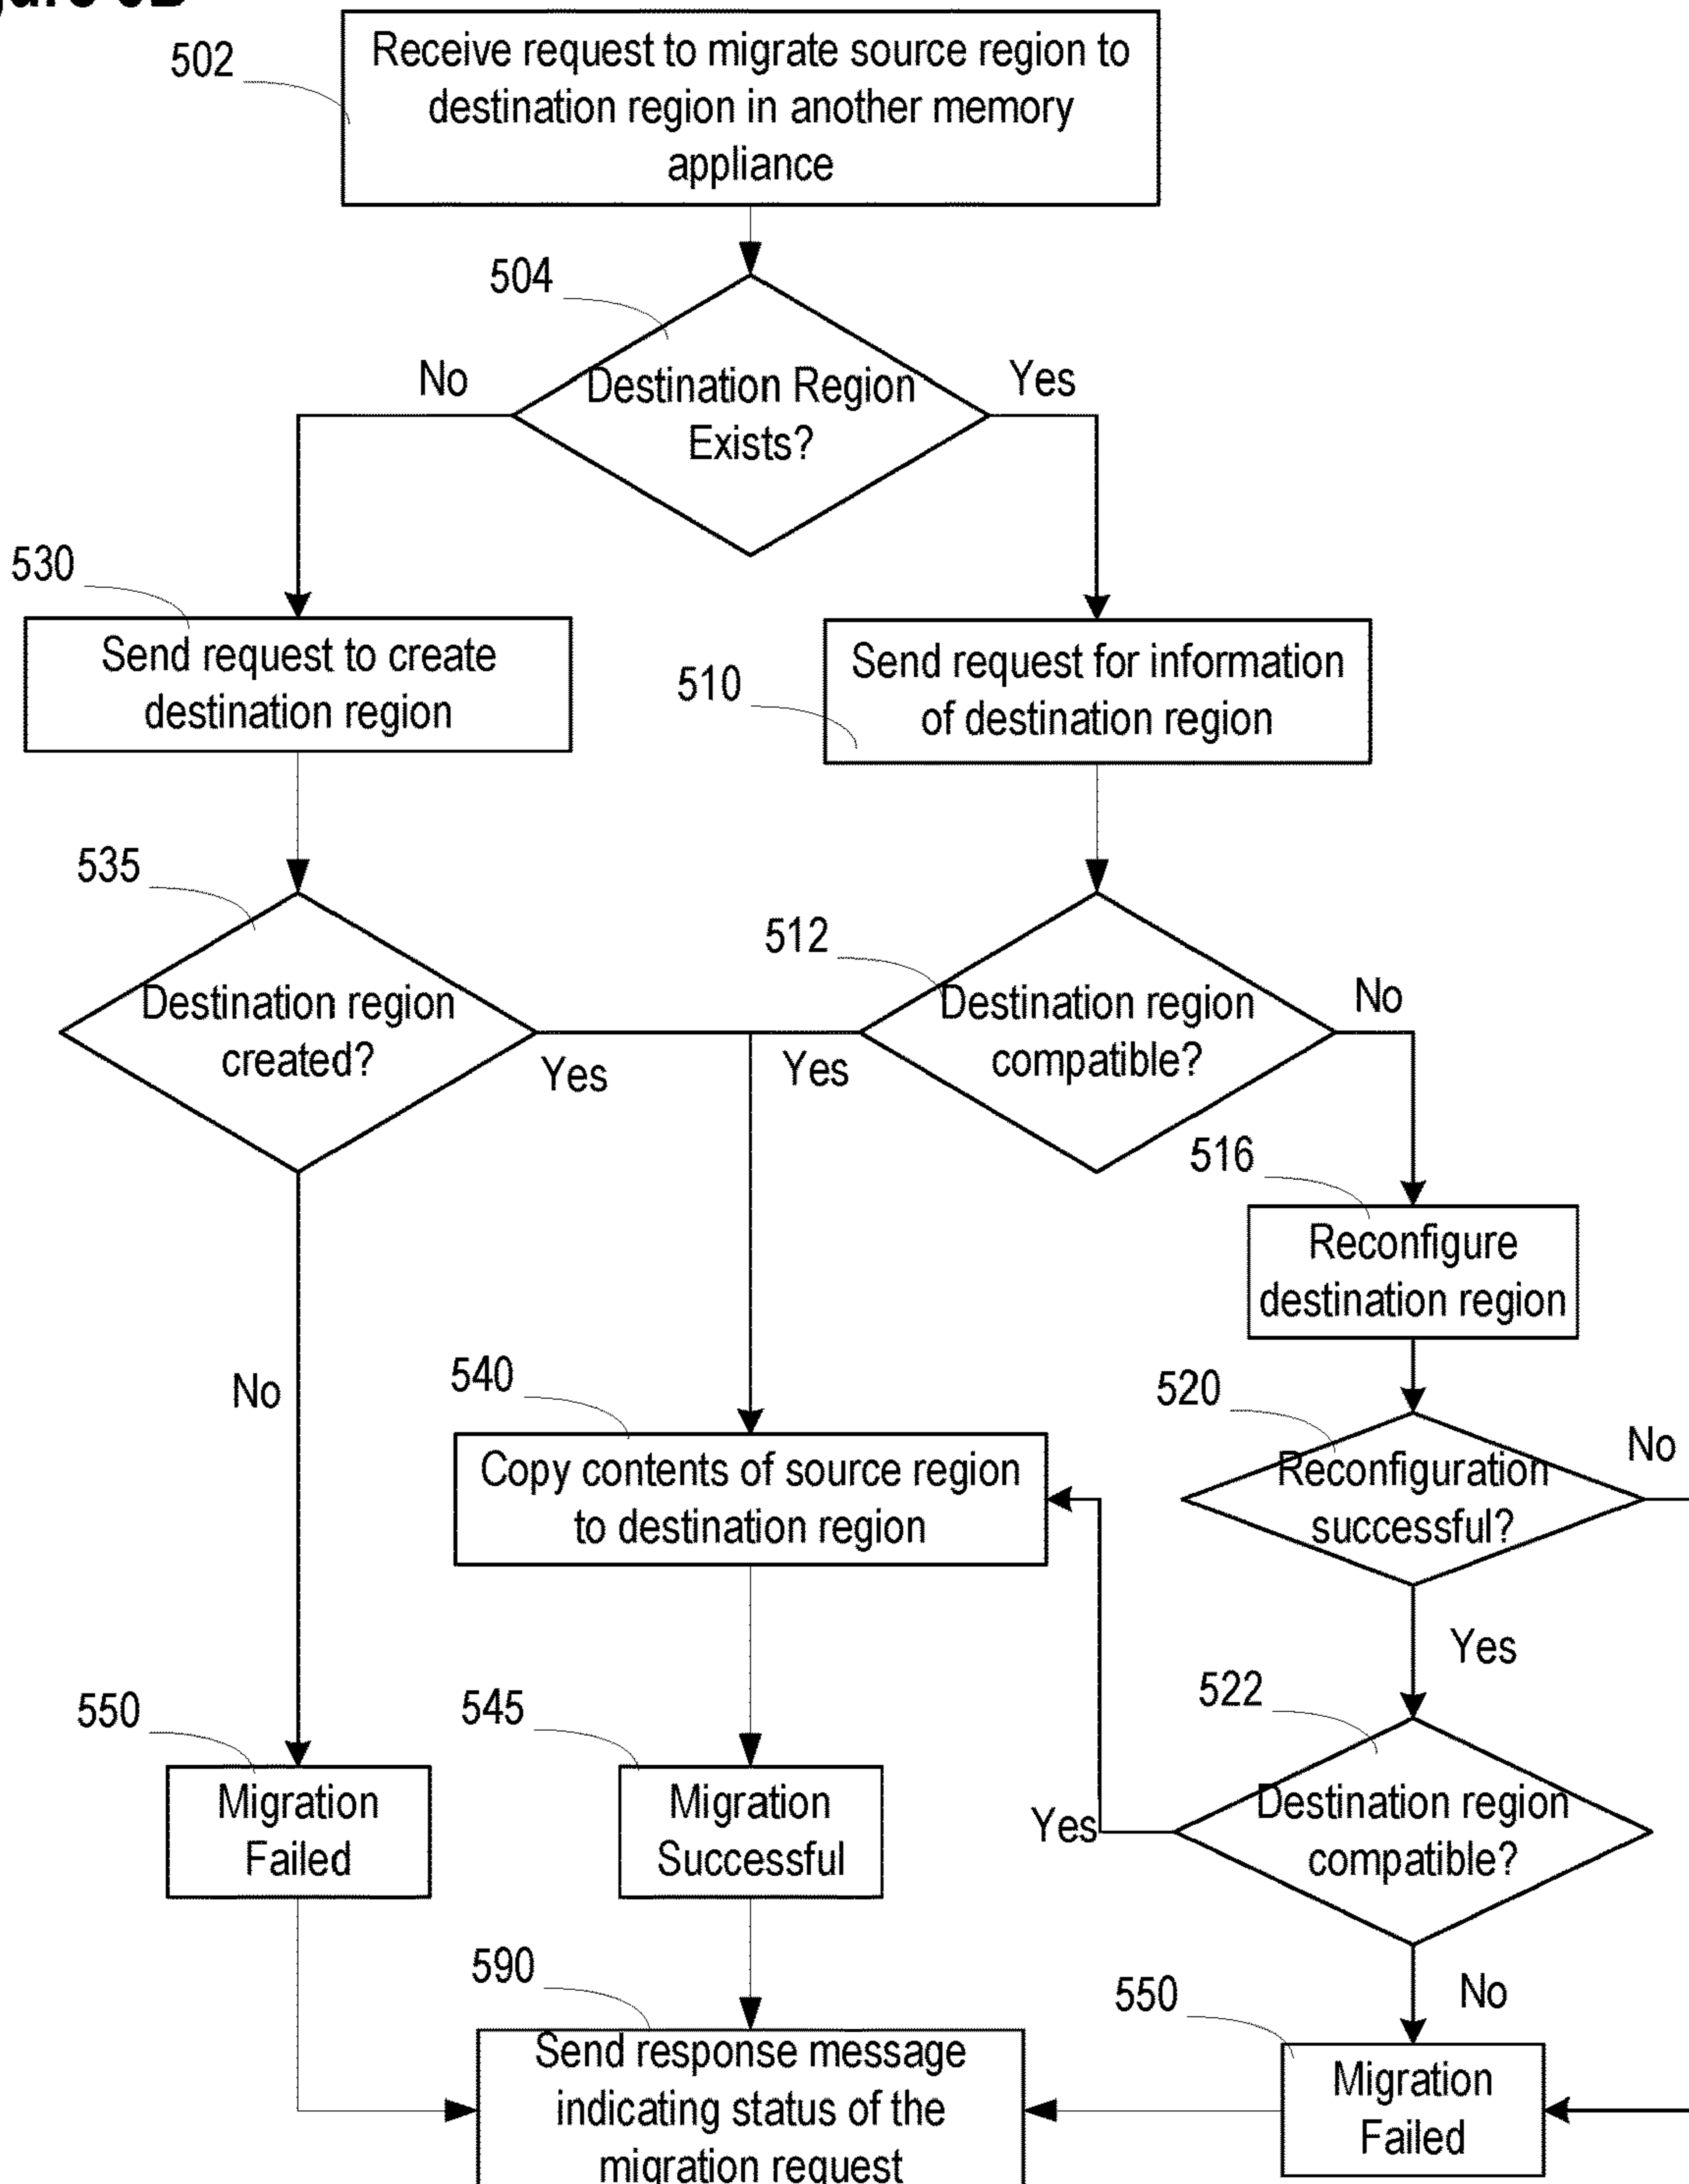 502
Receive request to migrate source region to
destination region in another memory
appliance
504
No
Destination Region
Exists?
Yes
530
Send request to create
destination region
510
Send request for information
of destination region
535
Destination region
created?
Yes
512
Destination region
compatible?
Yes
No
516
Reconfigure
destination region
No
540
Copy contents of source region
to destination region
520
Reconfiguration
successful?
No
Yes
550
Migration
Failed
545
Migration
Successful
522
Destination region
compatible?
Yes
No
590
Send response message
indicating status of the
migration request
550
Migration
Failed